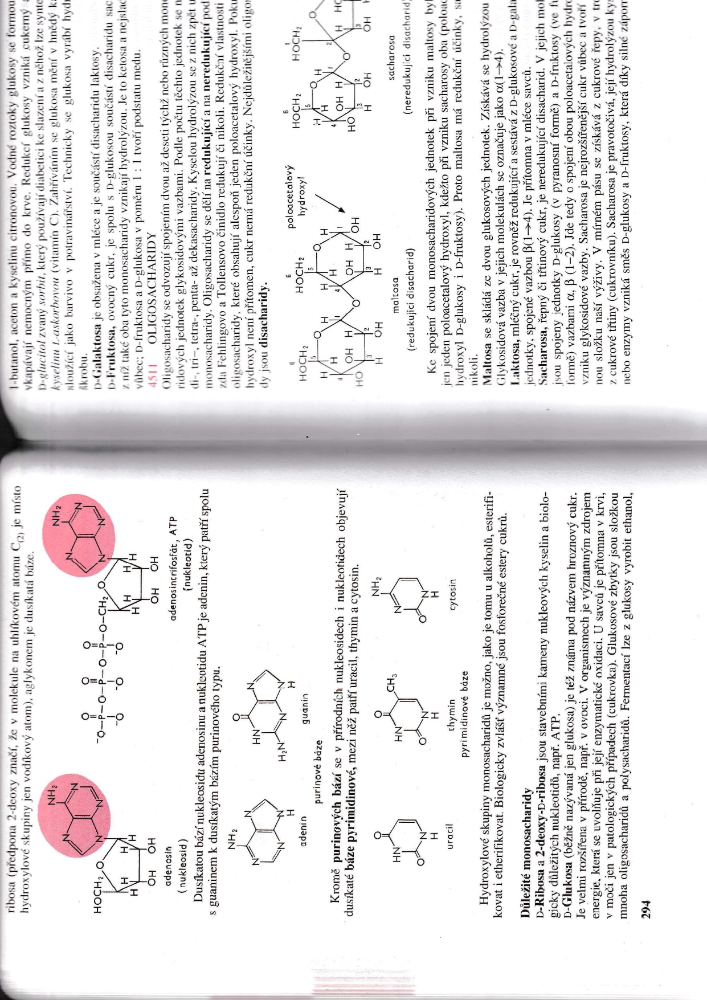 ribosa (předpona 2-deoxy značí, že v molekule na uhlíkovém atomu C(2) je místo
hydroxylové skupiny jen vodíkový atom), aglykonem je dusíkatá báze.
NH2
HOCH2
adenosin
(nukleosid)
NH2
adenosintrifosfát, ATP
(nukleotid)
Dusíkatou bází nukleosidu adenosinu a nukleotidu ATP je adenin, který patří spolu
s guaninem k dusíkatým bázím purinového typu.
NH2
adenin
H2N
guanin
purinové báze
Kromě purinových bází se v přírodních nukleosidech i nukleotidech objevují
dusíkaté báze pyrimidinové, mezi něž patří uracil, thymin a cytosin.
uracil
CH3
thymin
NH2
cytosin
pyrimidinové báze
Hydroxylové skupiny monosacharidů je možno, jako je tomu u alkoholů, esterifi-
kovat i etherifikovat. Biologicky zvlášť významné jsou fosforečné estery cukrů.
Důležité monosacharidy
D-Ribosa a 2-deoxy-D-ribosa jsou stavebními kameny nukleových kyselin a biolo-
gicky důležitých nukleotidů, např. ATP.
D-Glukosa (běžně nazývaná jen glukosa) je též známa pod názvem hroznový cukr.
Je velmi rozšířena v přírodě, např. v ovoci. V organismech je významným zdrojem
energie, která se uvolňuje při její enzymatické oxidaci. U savců je přítomna v krvi,
v moči jen v patologických případech (cukrovka). Glukosové zbytky jsou složkou
mnoha oligosacharidů a polysacharidů. Fermentací lze z glukosy vyrobit ethanol,
294
1-butanol, aceton a kyselinu citronovou. Vodné roztoky glukosy se
vkapávají nemocným přímo do krve. Redukcí glukosy vzniká cukerný
D-glucitol zvaný sorbit, který používají diabetici ke slazení a z něhož lze
kyselinu L-askorbovou (vitamín C). Zahříváním se glukosa mění v hnědý
sloužící jako barvivo v potravinářství. Technicky se glukosa vyrábí
škrobu.
D-Galaktosa je obsažena v mléce a je součástí disacharidu laktosy.
D-Fruktosa, ovocný cukr, je spolu s D-glukosou součástí disacharidu
z níž také oba tyto monosacharidy vznikají hydrolýzou. Je to ketosa a
vůbec; D-fruktosa a D-glukosa v poměru 1 : 1 tvoří podstatu medu.
4.511 OLIGOSACHARIDY
Oligosacharidy se odvozují spojením dvou až deseti týchž nebo různých
ridových jednotek glykosidovými vazbami. Podle počtu těchto jednotek se
di-, tri-, tetra-, penta- až dekasacharidy. Kyselou hydrolýzou se z nich zpět
monosacharidy. Oligosacharidy se dělí na redukující a na neredukující
zda Fehlingovo a Tollensovo činidlo redukují či nikoli. Redukční vlastnosti
oligosacharidy, které obsahují alespoň jeden poloacetalový hydroxyl.
hydroxyl není přítomen, cukr nemá redukční účinky. Nejdůležitějšími
dy jsou disacharidy.
poloacetalový
hydroxyl
HOCH2
HOCH2
maltosa
(redukující disacharid)
HOCH2
HOCH2
sacharosa
(neredukující disacharid)
Ke spojení dvou monosacharidových jednotek při vzniku maltosy
jen jeden poloacetalový hydroxyl, kdežto při vzniku sacharosy oba
hydroxyl D-glukosy i D-fruktosy). Proto maltosa má redukční účinky,
nikoli.
Maltosa se skládá ze dvou glukosových jednotek. Získává se hydrolýzou
Glykosidová vazba v jejich molekulách se označuje jako α(1→4).
Laktosa, mléčný cukr, je rovněž redukující a sestává z D-glukosové a
jednotky, spojené vazbou β(1→4). Je přítomna v mléce savců.
Sacharosa, řepný či třtinový cukr, je neredukující disacharid. V jejich
jsou spojeny jednotky D-glukosy (v pyranosní formě) a D-fruktosy (ve
formě) vazbami α, β (1–2). Jde tedy o spojení obou poloacetalových
vzniku glykosidové vazby. Sacharosa je nejrozšířenější cukr vůbec a tvoří
nou složku naší výživy. V mírném pásu se získává z cukrové řepy, v
z cukrové třtiny (cukrovníku). Sacharosa je pravotočivá, její hydrolýzou
nebo enzymy vzniká směs D-glukosy a D-fruktosy, která díky silné